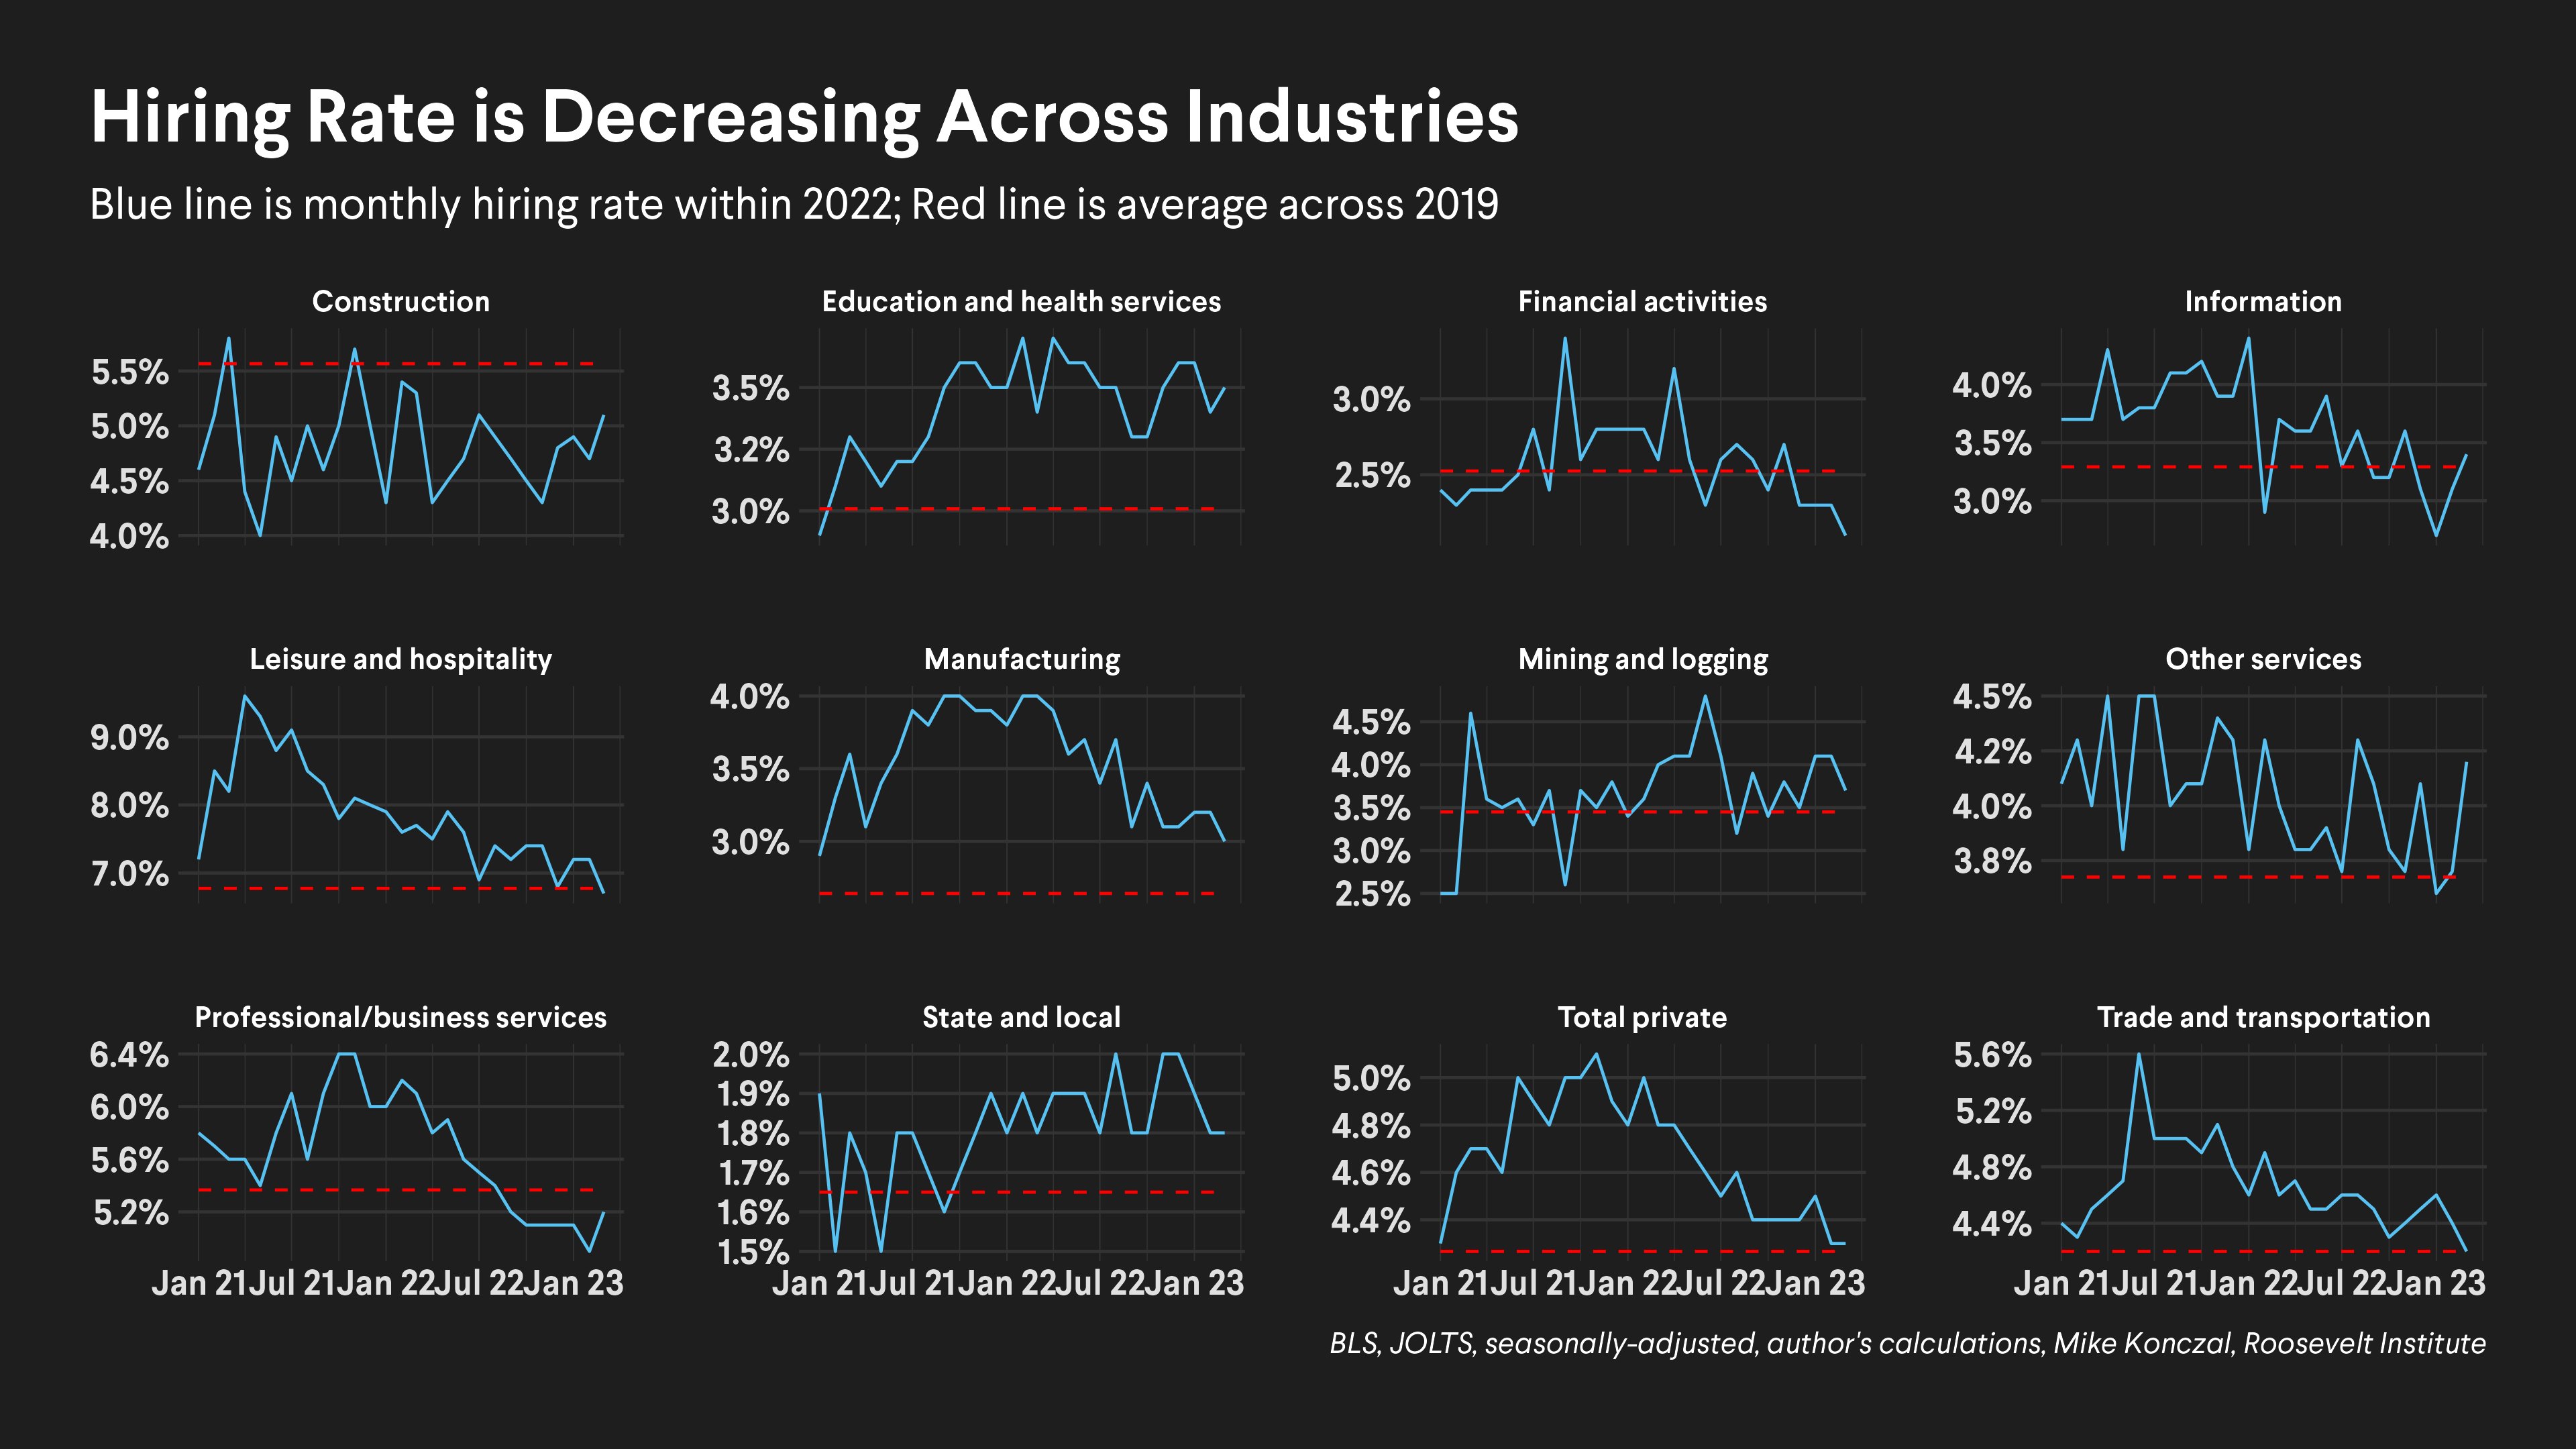 Hiring Rate is Decreasing Across Industries
Blue line is monthly hiring rate within 2022; Red line is average across 2019
Construction
5.5%
5.0%
4.5%
4.0%
Education and health services
3.5%
3.2%
3.0%
Financial activities
3.0%
2.5%
Information
4.0%
3.5%
3.0%
Leisure and hospitality
9.0%
8.0%
7.0%
Manufacturing
4.0%
3.5%
3.0%
Mining and logging
4.5%
4.0%
3.5%
3.0%
2.5%
Other services
4.5%
4.2%
4.0%
3.8%
Professional/business services
6.4%
6.0%
5.6%
5.2%
Jan 21 Jul 21 Jan 22 Jul 22 Jan 23
State and local
2.0%
1.9%
1.8%
1.7%
1.6%
1.5%
Jan 21 Jul 21 Jan 22 Jul 22 Jan 23
Total private
5.0%
4.8%
4.6%
4.4%
Jan 21 Jul 21 Jan 22 Jul 22 Jan 23
Trade and transportation
5.6%
5.2%
4.8%
4.4%
Jan 21 Jul 21 Jan 22 Jul 22 Jan 23
BLS, JOLTS, seasonally-adjusted, author's calculations, Mike Konczal, Roosevelt Institute